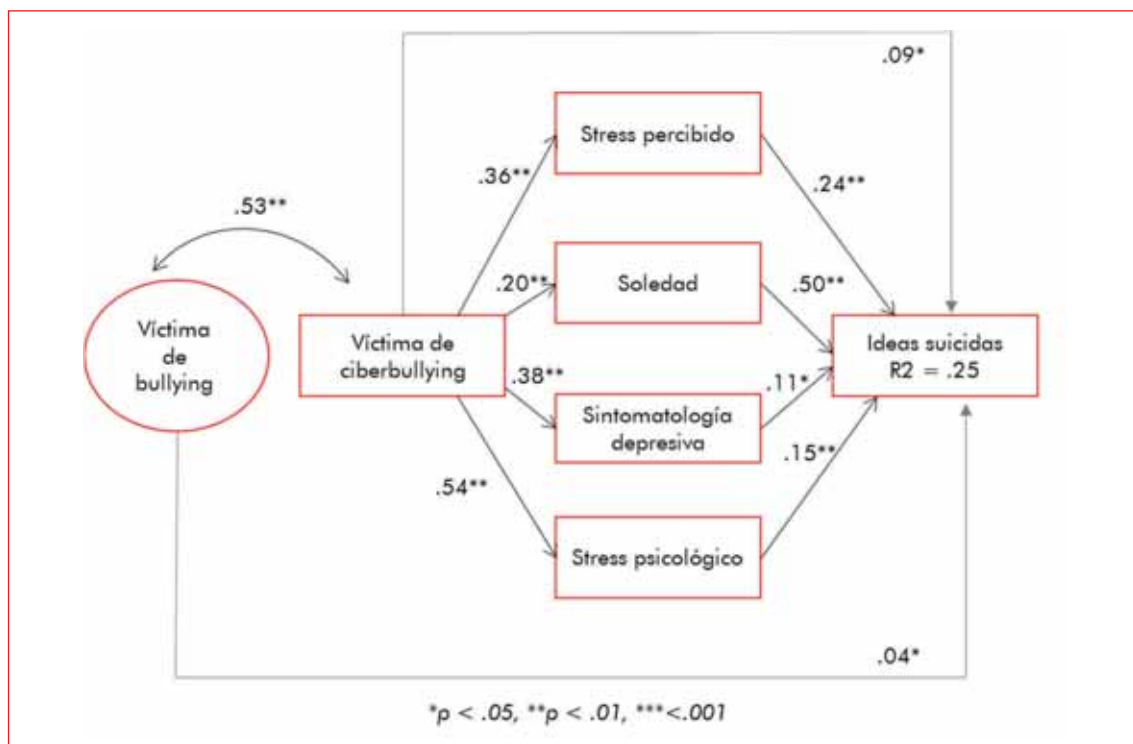 .09*
Stress percibido
.36**
.24**
.53**
.20**
Soledad
.50**
Víctima
de
bullying
Víctima de
ciberbullying
Ideas suicidas
R2 = .25
.38**
.11*
Sintomatología
depresiva
.15**
.54**
Stress psicológico
.04*
*p < .05, **p < .01, ***<.001